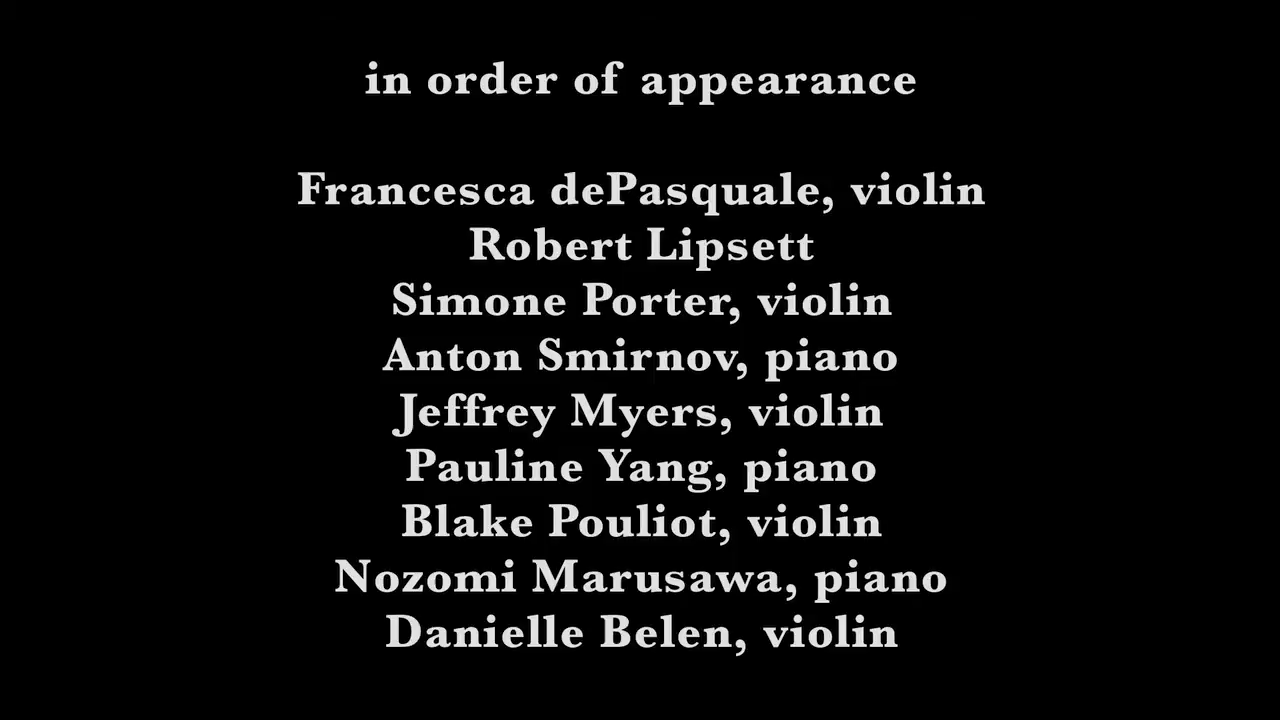 in order of appearance
Francesca dePasquale, violin
Robert Lipsett
Simone Porter, violin
Anton Smirnov, piano
Jeffrey Myers, violin
Pauline Yang, piano
Blake Pouliot, violin
Nozomi Marusawa, piano
Danielle Belen, violin